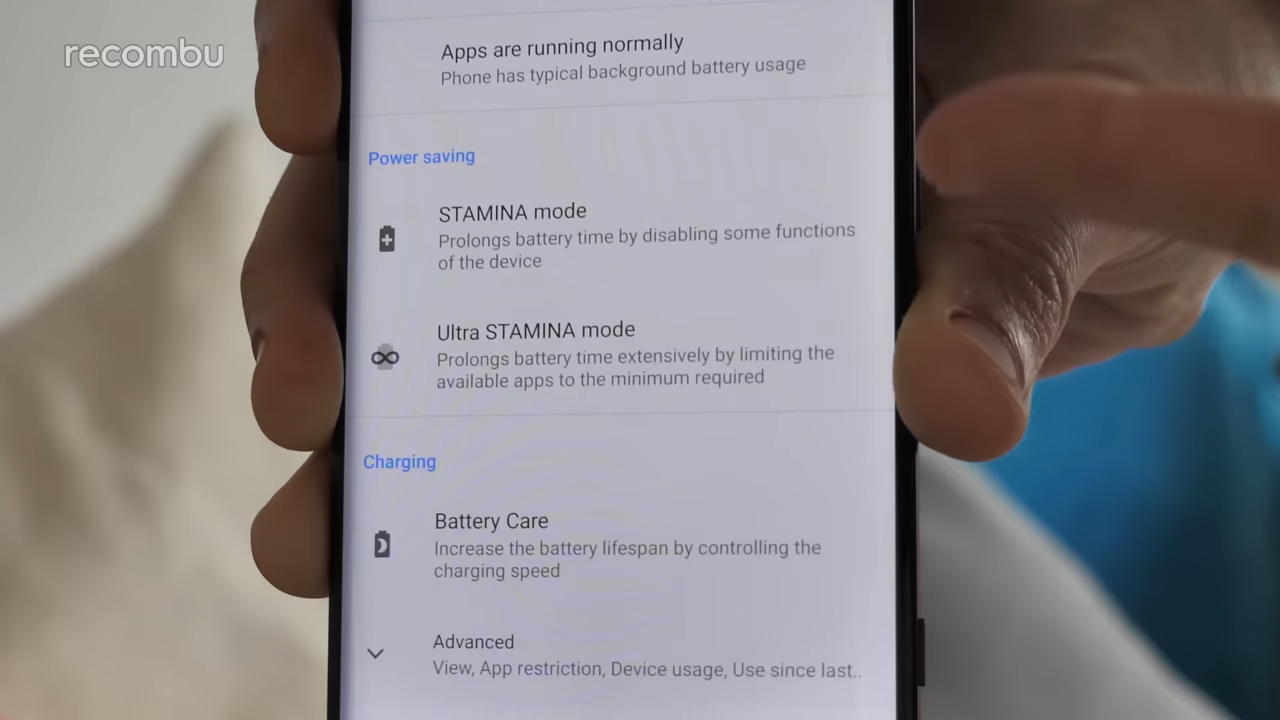 recombu
Apps are running normally
Phone has typical background battery usage
Power saving
STAMINA mode
Prolongs battery time by disabling some functions
of the device
Ultra STAMINA mode
Prolongs battery time extensively by limiting the
available apps to the minimum required
Charging
Battery Care
Increase the battery lifespan by controlling the
charging speed
Advanced
View, App restriction, Device usage, Use since last..